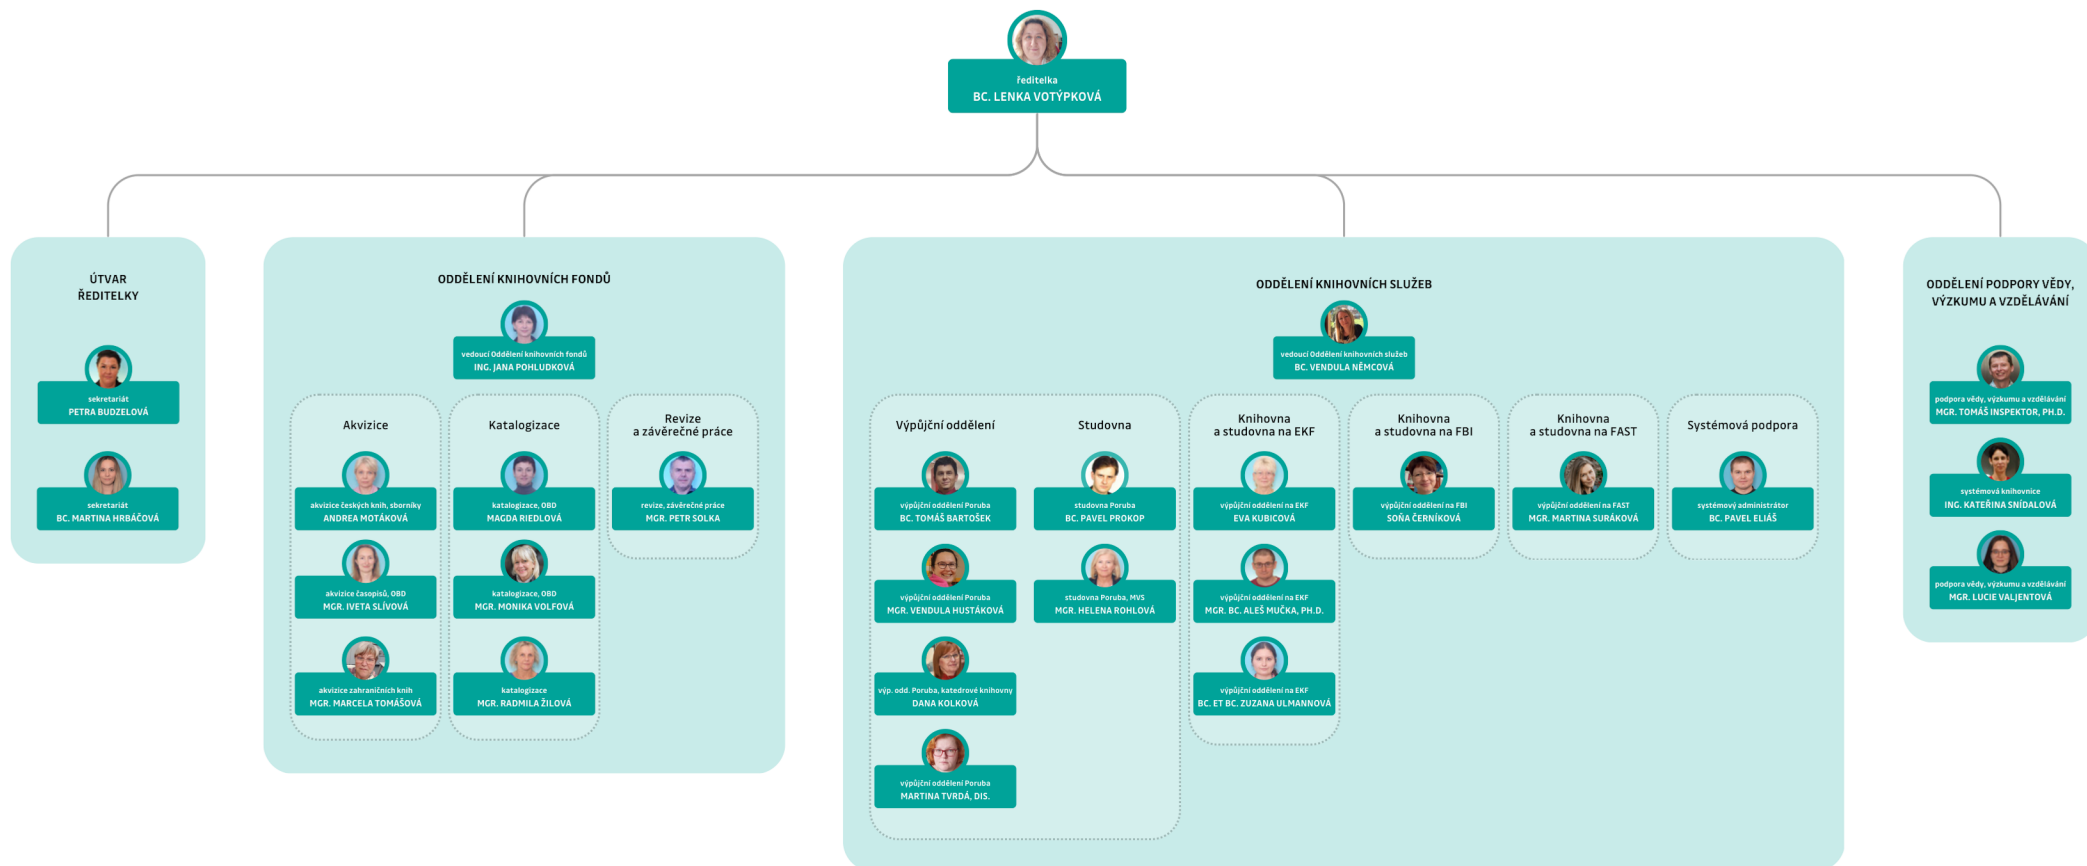 ředitelka
BC. LENKA VOTÝPKOVÁ
ÚTVAR
ŘEDITELKY
sekretariát
PETRA BUDZELOVÁ
sekretariát
BC. MARTINA HRBÁČOVÁ
ODDĚLENÍ KNIHOVNÍCH FONDŮ
vedoucí Oddělení knihovních fondů
ING. JANA POHLUDKOVÁ
Akvizice
akvizice českých knih, sborníky
ANDREA MOTÁKOVÁ
akvizice časopisů, OBD
MGR. IVETA SLÍVOVÁ
akvizice zahraničních knih
MGR. MARCELA TOMÁŠOVÁ
Katalogizace
katalogizace, OBD
MAGDA RIEDLOVÁ
katalogizace, OBD
MGR. MONIKA VOLFOVÁ
katalogizace
MGR. RADMILA ŽILOVÁ
Revize
a závěrečné práce
revize, závěrečné práce
MGR. PETR SOLKA
ODDĚLENÍ KNIHOVNÍCH SLUŽEB
vedoucí Oddělení knihovních služeb
BC. VENDULA NĚMCOVÁ
Výpůjční oddělení
výpůjční oddělení Poruba
BC. TOMÁŠ BARTOŠEK
výpůjční oddělení Poruba
MGR. VENDULA HUSTÁKOVÁ
výp. odd. Poruba, katedrové knihovny
DANA KOLKOVÁ
výpůjční oddělení Poruba
MARTINA TVRDÁ, DIS.
Studovna
studovna Poruba
BC. PAVEL PROKOP
studovna Poruba, MVS
MGR. HELENA ROHLOVÁ
Knihovna
a studovna na EKF
výpůjční oddělení na EKF
EVA KUBICOVÁ
výpůjční oddělení na EKF
MGR. BC. ALEŠ MUČKA, PH.D.
výpůjční oddělení na EKF
BC. ET BC. ZUZANA ULMANNOVÁ
Knihovna
a studovna na FBI
výpůjční oddělení na FBI
SOŇA ČERNÍKOVÁ
Knihovna
a studovna na FAST
výpůjční oddělení na FAST
MGR. MARTINA SURÁKOVÁ
Systémová podpora
systémový administrátor
BC. PAVEL ELIÁŠ
ODDĚLENÍ PODPORY VĚDY,
VÝZKUMU A VZDĚLÁVÁNÍ
podpora vědy, výzkumu a vzdělávání
MGR. TOMÁŠ INSPEKTOR, PH.D.
systémová knihovnice
ING. KATEŘINA SNÍDALOVÁ
podpora vědy, výzkumu a vzdělávání
MGR. LUCIE VALJENTOVÁ